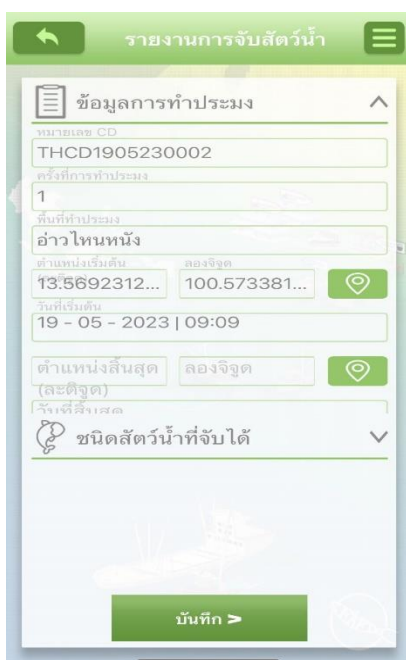 รายงานการจับสัตว์น้ำ
ข้อมูลการทำประมง
หมายเลข CD
THCD1905230002
ครั้งที่การทำประมง
1
พื้นที่ทำประมง
อ่าวไหนหนัง
ตำแหน่งเริ่มต้น ลองจิจูด
13.5692312... 100.573381...
วันที่เริ่มต้น
19 - 05 - 2023 | 09:09
ตำแหน่งสิ้นสุด ลองจิจูด
(ละติจูด)
วันที่สิ้นสุด
ชนิดสัตว์น้ำที่จับได้
บันทึก >